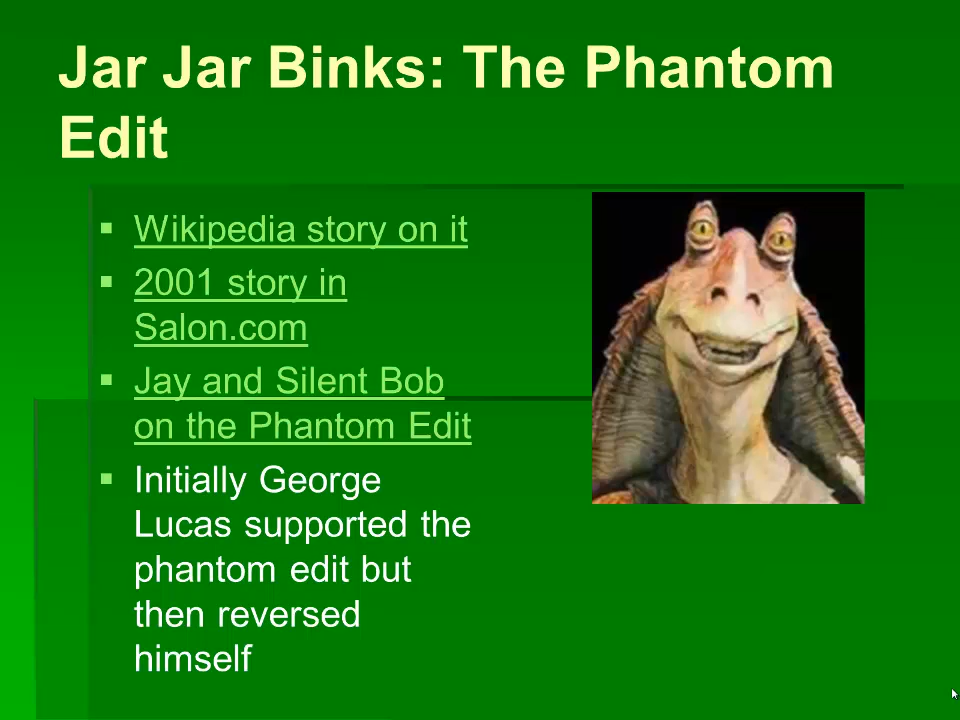 Jar Jar Binks: The Phantom
Edit
Wikipedia story on it
2001 story in
Salon.com
Jay and Silent Bob
on the Phantom Edit
Initially George
Lucas supported the
phantom edit but
then reversed
himself